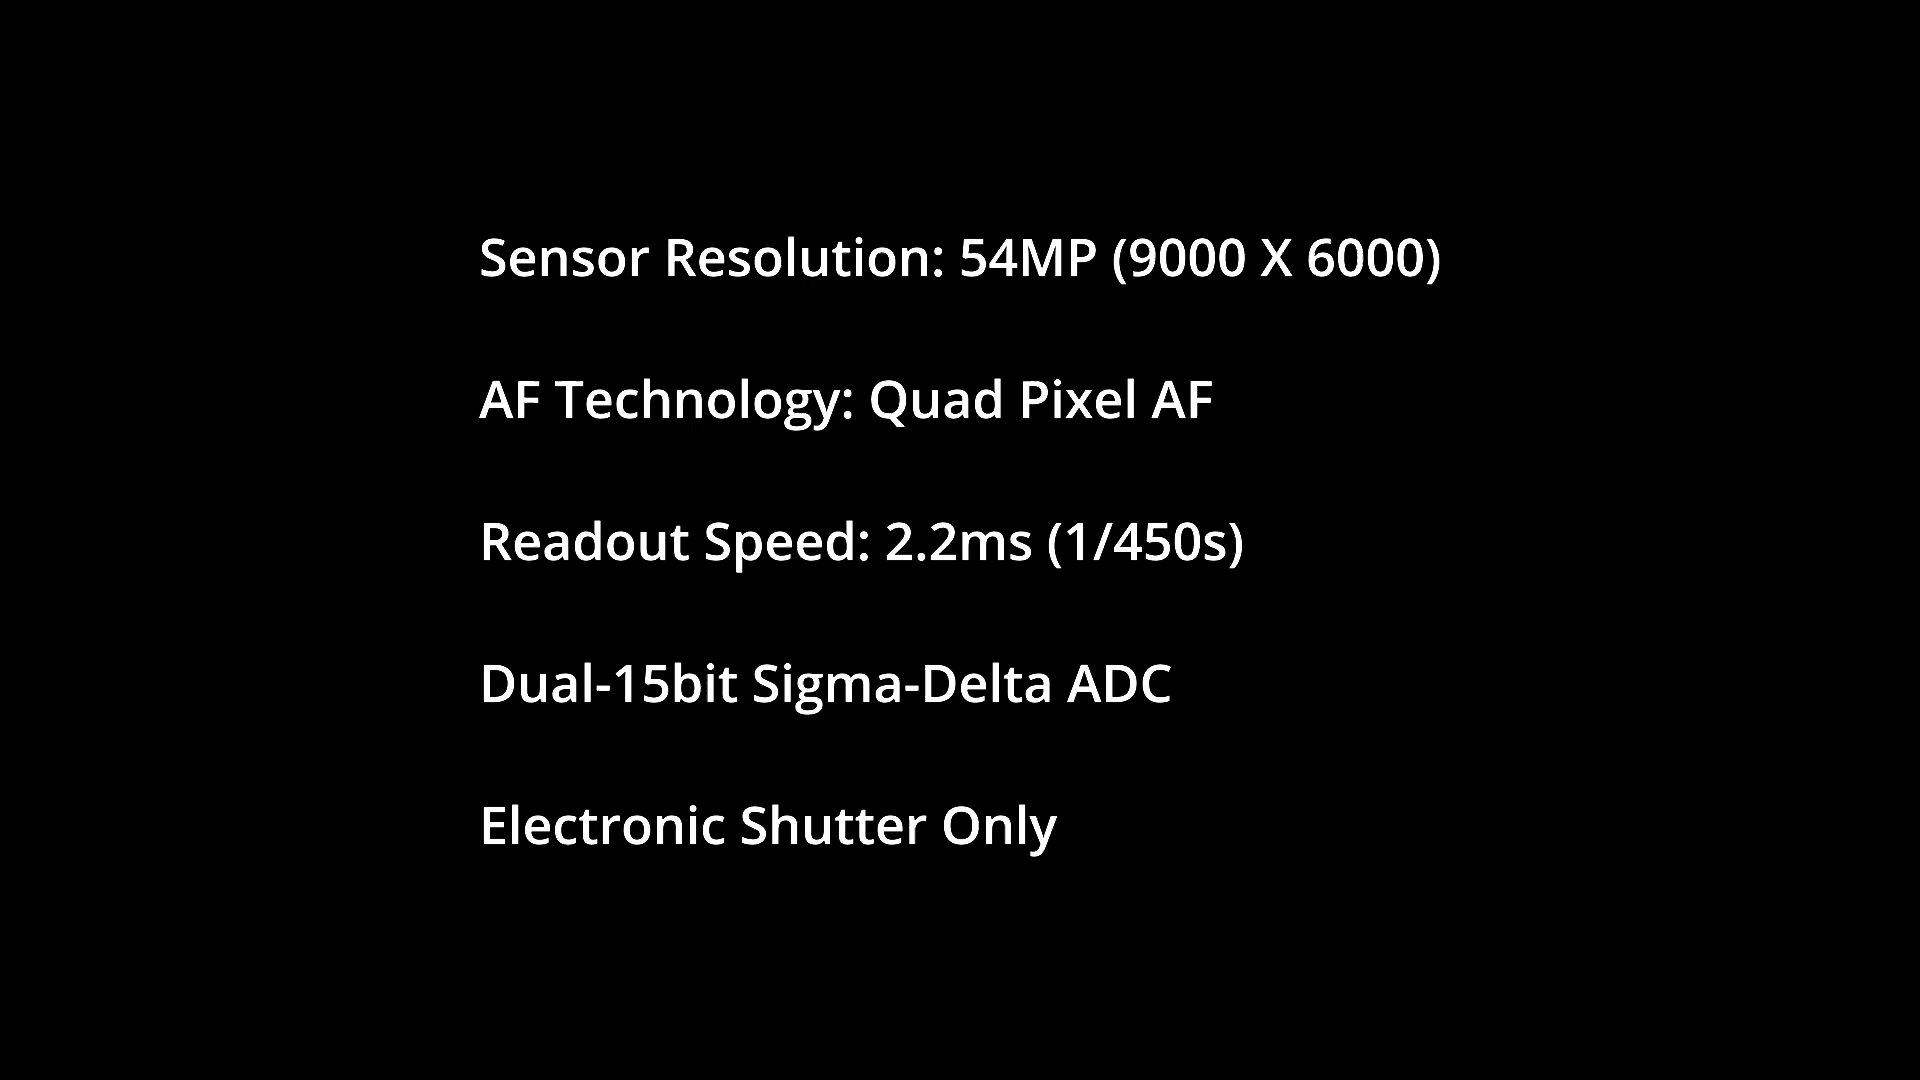 Sensor Resolution: 54MP (9000 X 6000)
AF Technology: Quad Pixel AF
Readout Speed: 2.2ms (1/450s)
Dual-15bit Sigma-Delta ADC
Electronic Shutter Only